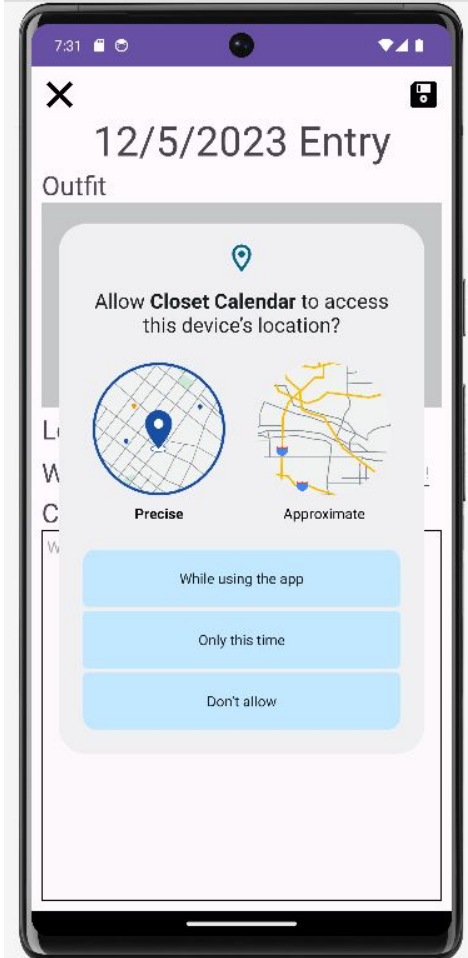 7:31
12/5/2023 Entry
Outfit
Allow Closet Calendar to access
this device's location?
Precise
Approximate
While using the app
Only this time
Don't allow